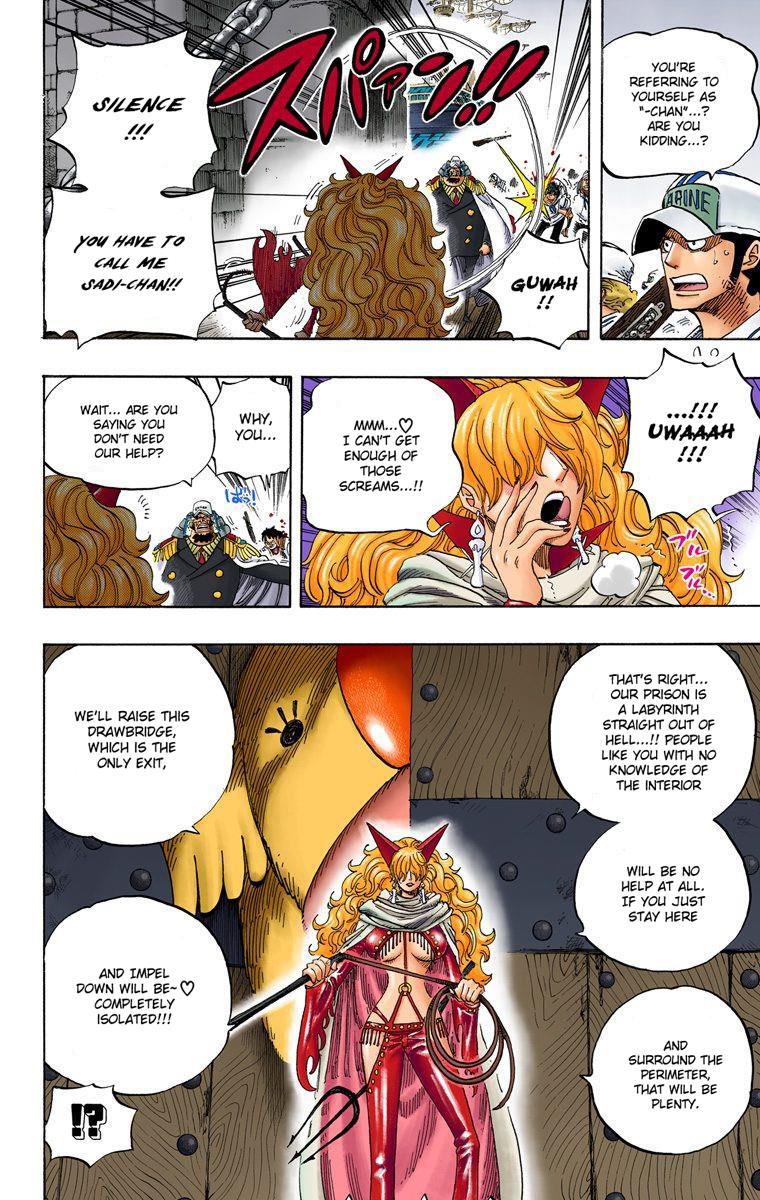 YOU'RE
REFERRING TO
YOURSELF AS
"-CHAN"...?
ARE YOU
KIDDING...?
MARINE
スパァン!!
GUWAH
!!
SILENCE
!!!
YOU HAVE TO
CALL ME
SADI-CHAN!!
...!!!
UWAAAH
!!!
MMM...♡
I CAN'T GET
ENOUGH OF
THOSE
SCREAMS...!!
ブル
ブル...
WHY,
YOU...
WAIT... ARE YOU
SAYING YOU
DON'T NEED
OUR HELP?
ばっ!
THAT'S RIGHT...
OUR PRISON IS
A LABYRINTH
STRAIGHT OUT OF
HELL...!! PEOPLE
LIKE YOU WITH NO
KNOWLEDGE OF
THE INTERIOR
WILL BE NO
HELP AT ALL.
IF YOU JUST
STAY HERE
AND
SURROUND THE
PERIMETER,
THAT WILL BE
PLENTY.
WE'LL RAISE THIS
DRAWBRIDGE,
WHICH IS THE
ONLY EXIT,
AND IMPEL
DOWN WILL BE~♡
COMPLETELY
ISOLATED!!!
!?